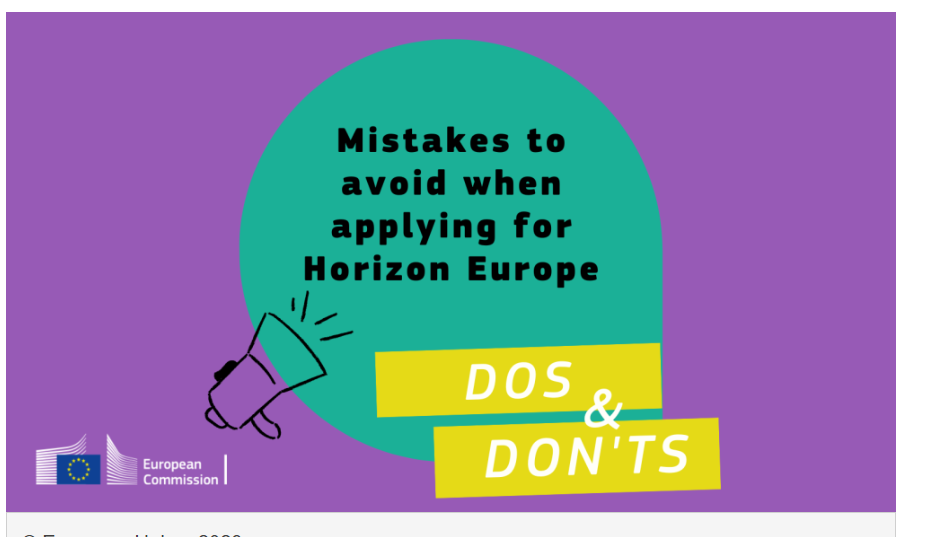 Mistakes to
avoid when
applying for
Horizon Europe
DOS
&
DON'TS
European
Commission